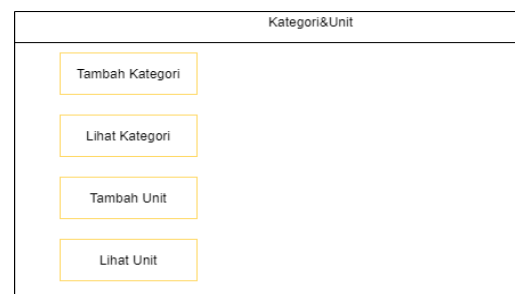 Kategori&Unit
Tambah Kategori
Lihat Kategori
Tambah Unit
Lihat Unit